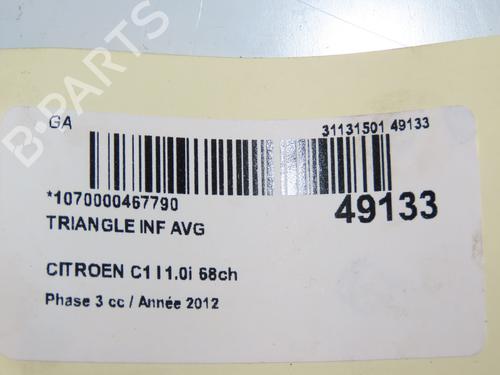 B-PARTS
GA
31131501 49133
*1070000467790
49133
TRIANGLE INF AVG
CITROEN C1 I 1.0i 68ch
Phase 3 cc / Année 2012